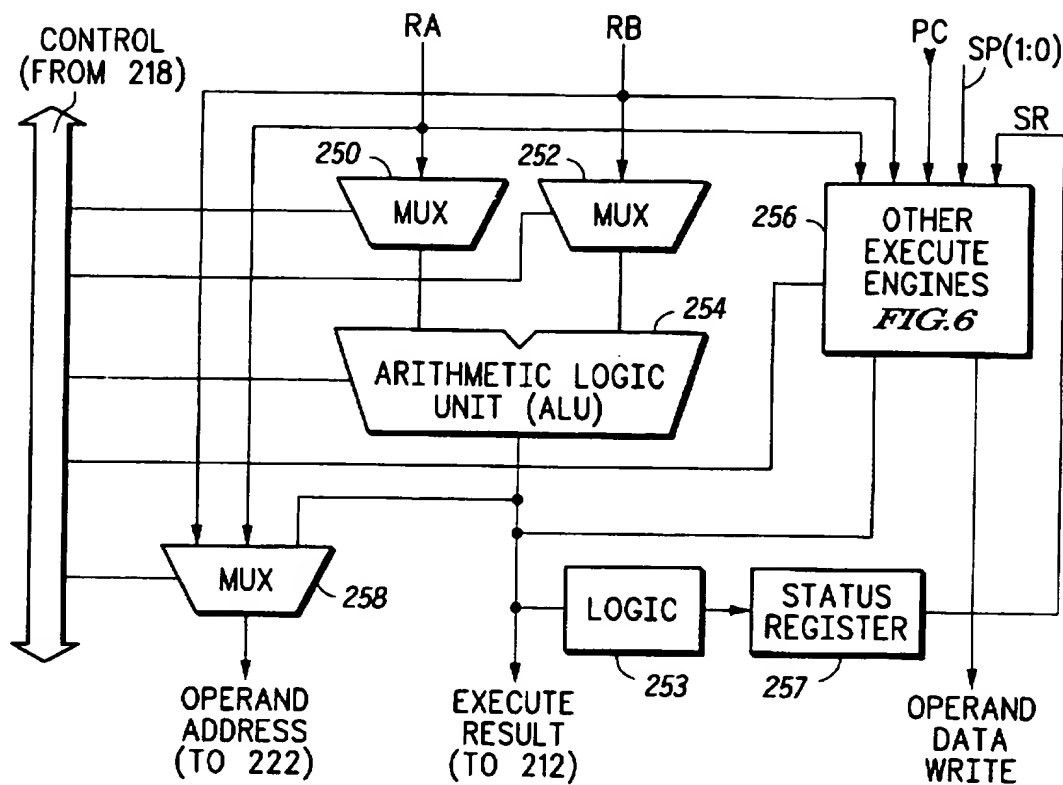 CONTROL
(FROM 218)
RA
RB
PC
SP(1:0)
SR
250
MUX
252
MUX
256
OTHER
EXECUTE
ENGINES
FIG.6
254
ARITHMETIC LOGIC
UNIT (ALU)
MUX
258
LOGIC
253
STATUS
REGISTER
257
OPERAND
ADDRESS
(TO 222)
EXECUTE
RESULT
(TO 212)
OPERAND
DATA
WRITE